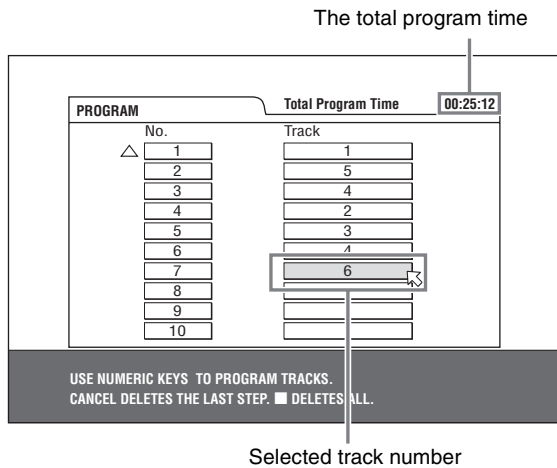 The total program time
PROGRAM Total Program Time 00:25:12
No. Track
1 1
2 5
3 4
4 2
5 3
6 4
7 6
8
9
10
USE NUMERIC KEYS TO PROGRAM TRACKS.
CANCEL DELETES THE LAST STEP. ■ DELETES ALL.
Selected track number